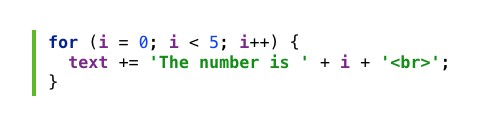 for (i = 0; i < 5; i++) {
  text += 'The number is ' + i + '<br>';
}